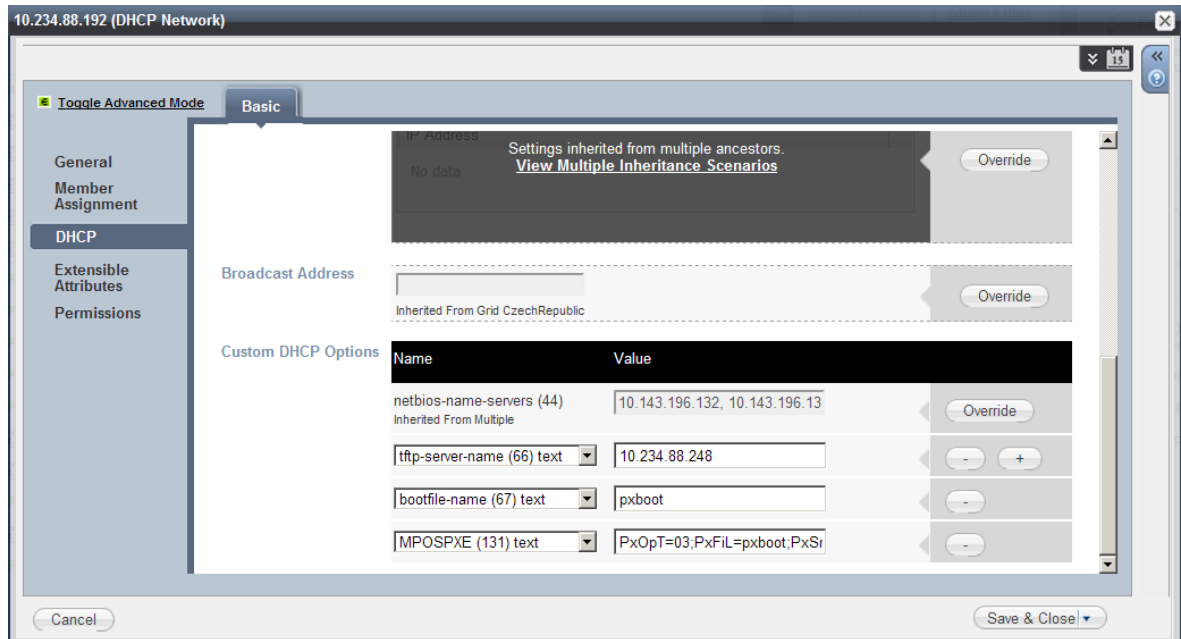 10.234.88.192 (DHCP Network)
15
Toggle Advanced Mode
Basic
General
Member
Assignment
DHCP
Extensible
Attributes
Permissions
IP Address
No data
Settings inherited from multiple ancestors.
View Multiple Inheritance Scenarios
Override
Broadcast Address
Inherited From Grid CzechRepublic
Override
Custom DHCP Options
Name Value
netbios-name-servers (44) 10.143.196.132, 10.143.196.13
Inherited From Multiple
Override
tftp-server-name (66) text 10.234.88.248 - +
bootfile-name (67) text pxboot -
MPOSPXE (131) text PxOpT=03;PxFiL=pxboot;PxSr -
Cancel
Save & Close